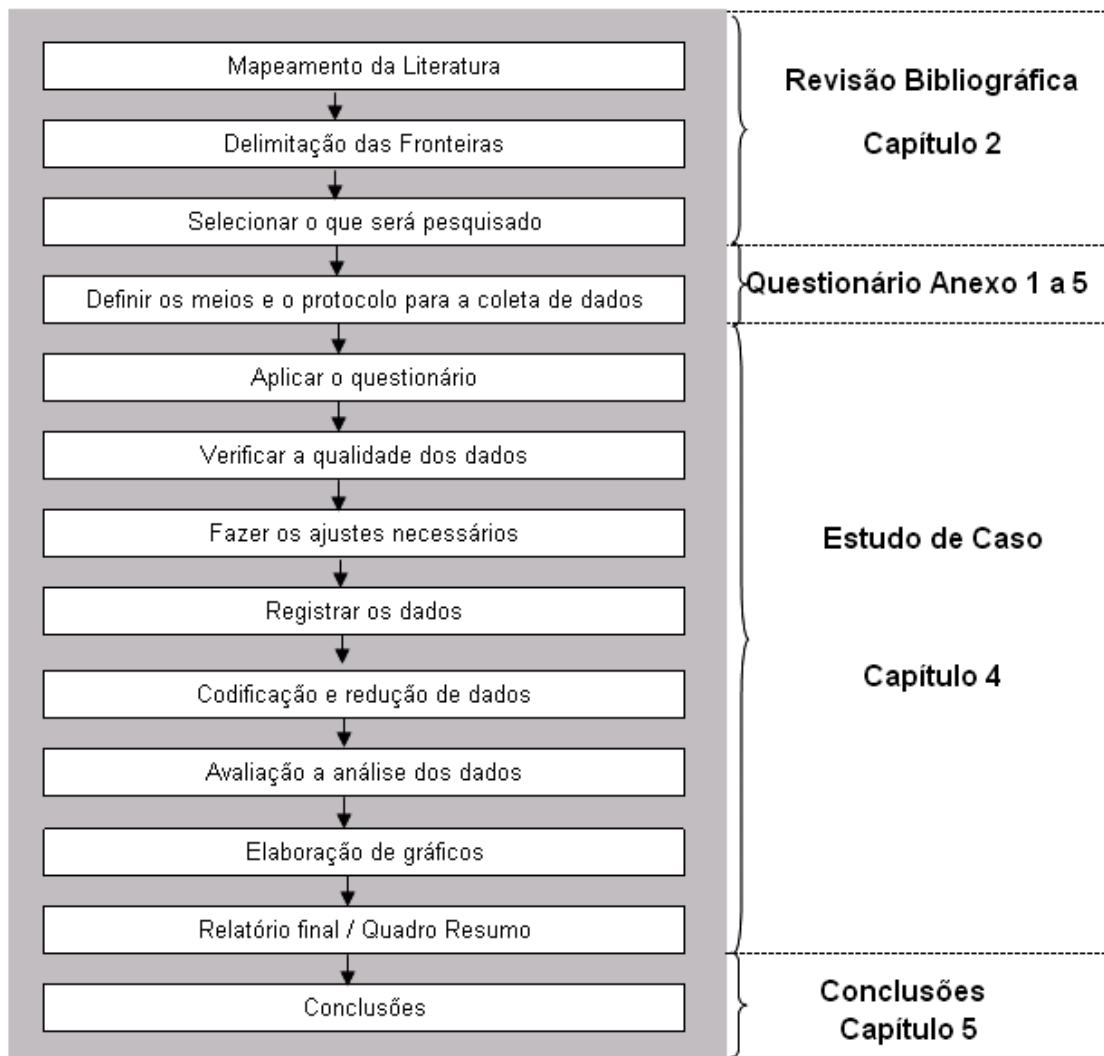 Mapeamento da Literatura
Delimitação das Fronteiras
Selecionar o que será pesquisado
Definir os meios e o protocolo para a coleta de dados
Aplicar o questionário
Verificar a qualidade dos dados
Fazer os ajustes necessários
Registrar os dados
Codificação e redução de dados
Avaliação a análise dos dados
Elaboração de gráficos
Relatório final / Quadro Resumo
Conclusões
Revisão Bibliográfica
Capítulo 2
Questionário Anexo 1 a 5
Estudo de Caso
Capítulo 4
Conclusões
Capítulo 5